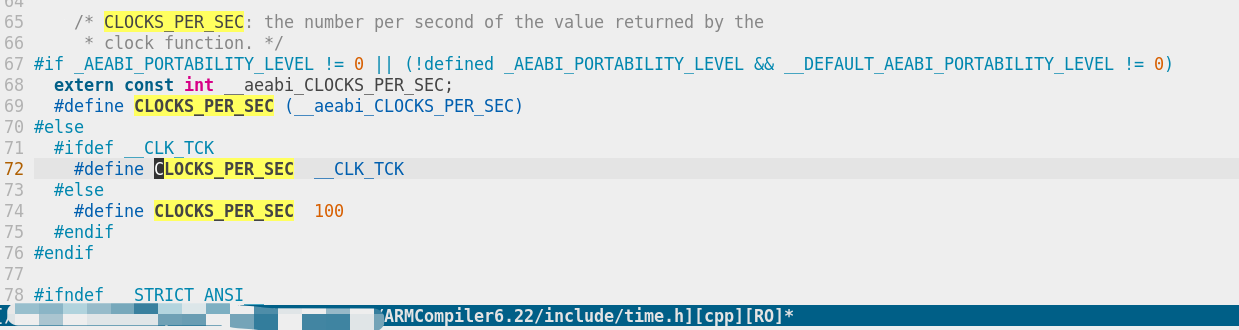 65 /* CLOCKS_PER_SEC: the number per second of the value returned by the
66 * clock function. */
67 #if _AEABI_PORTABILITY_LEVEL != 0 || (!defined _AEABI_PORTABILITY_LEVEL && __DEFAULT_AEABI_PORTABILITY_LEVEL != 0)
68 extern const int __aeabi_CLOCKS_PER_SEC;
69 #define CLOCKS_PER_SEC (__aeabi_CLOCKS_PER_SEC)
70 #else
71 #ifdef __CLK_TCK
72 #define CLOCKS_PER_SEC __CLK_TCK
73 #else
74 #define CLOCKS_PER_SEC 100
75 #endif
76 #endif
77
78 #ifndef __STRICT_ANSI
ARMCompiler6.22/include/time.h][cpp][RO]*